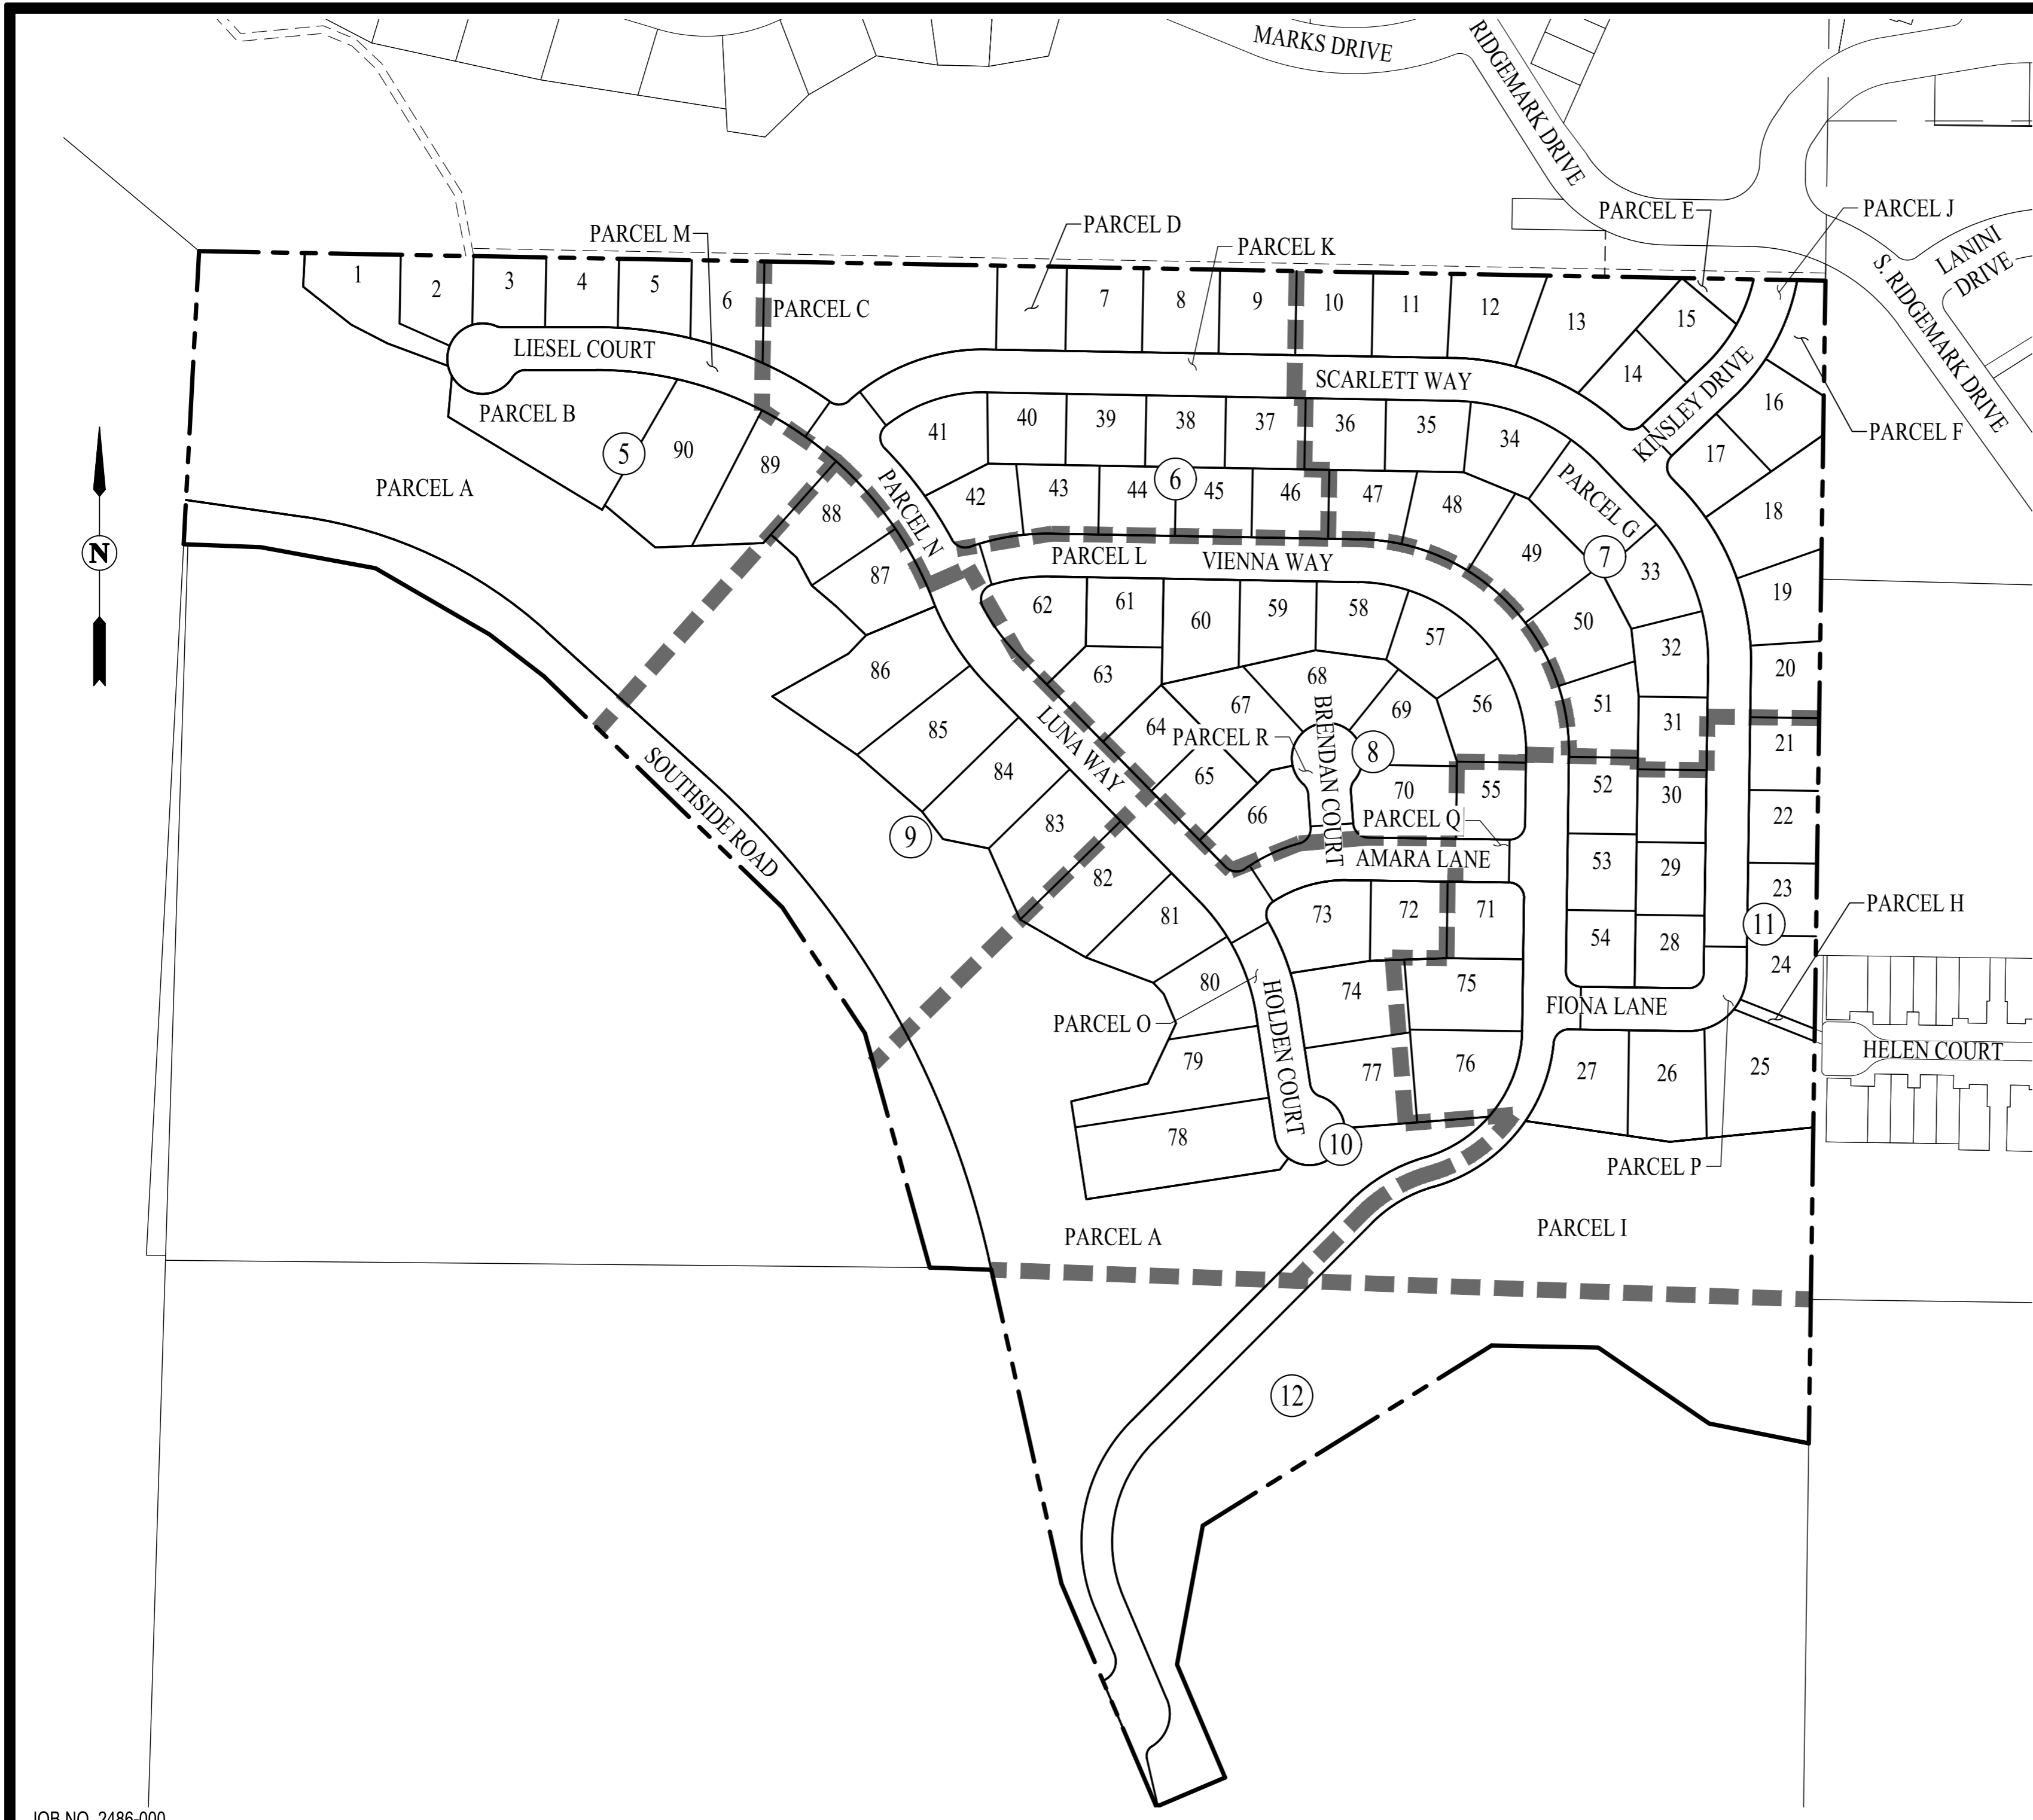 MARKS DRIVE
RIDGEMARK DRIVE
PARCEL E
PARCEL J
PARCEL D
PARCEL M
PARCEL K
LANINI
DRIVE
S. RIDGEMARK DRIVE
1
2
3
4
5
6
PARCEL C
7
8
9
10
11
12
13
15
14
LIESEL COURT
SCARLETT WAY
KINSLEY DRIVE
16
PARCEL F
PARCEL B
5
90
89
41
40
39
38
37
36
35
34
17
PARCEL A
88
PARCEL N
42
43
44
6
45
46
47
48
PARCEL G
18
N
87
PARCEL L
VIENNA WAY
49
7
33
19
62
61
60
59
58
57
50
32
20
86
63
68
67
69
56
51
31
21
85
LUNA WAY
64
PARCEL R
BRENDAN COURT
8
SOUTHSIDE ROAD
84
65
70
55
52
30
22
9
83
66
PARCEL Q
AMARA LANE
53
29
23
82
81
73
72
71
54
28
11
PARCEL H
80
74
75
24
PARCEL O
HOLDEN COURT
FIONA LANE
HELEN COURT
79
77
76
27
26
25
78
10
PARCEL P
PARCEL A
PARCEL I
12
JOB NO. 2486-000